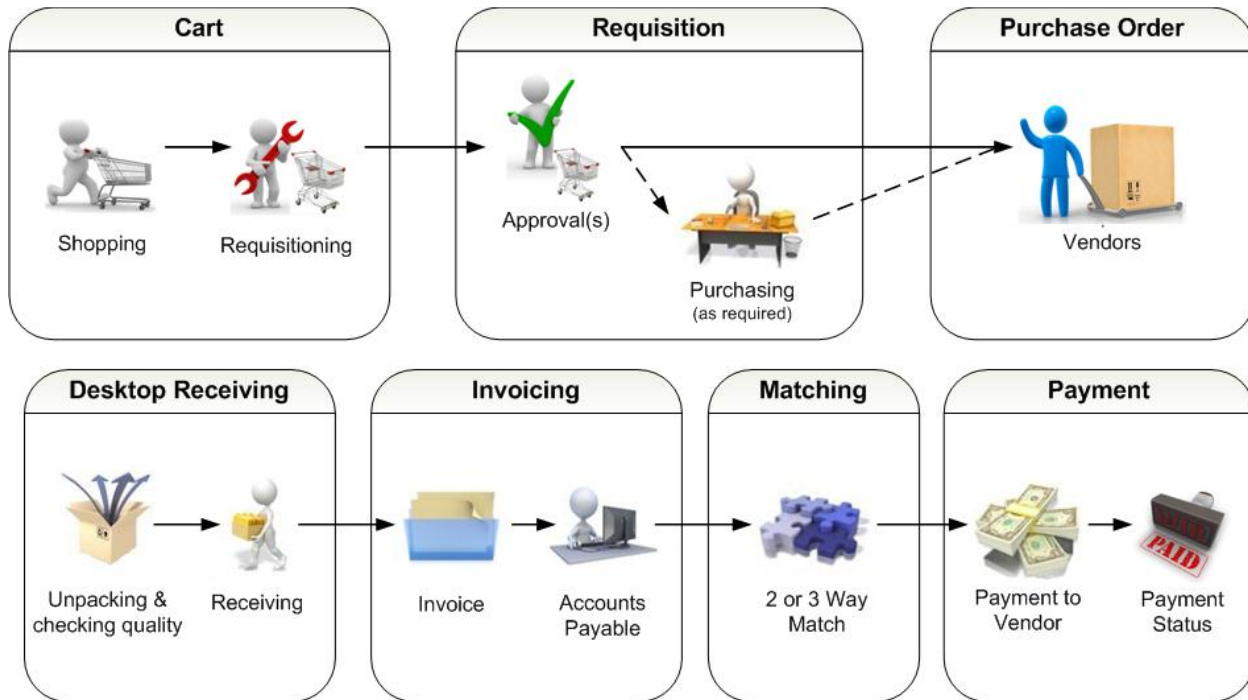 Cart
Requisition
Purchase Order
Shopping
Requisitioning
Approval(s)
Purchasing
(as required)
Vendors
Desktop Receiving
Invoicing
Matching
Payment
Unpacking &
checking quality
Receiving
Invoice
Accounts
Payable
2 or 3 Way
Match
Payment to
Vendor
PAID
Payment
Status